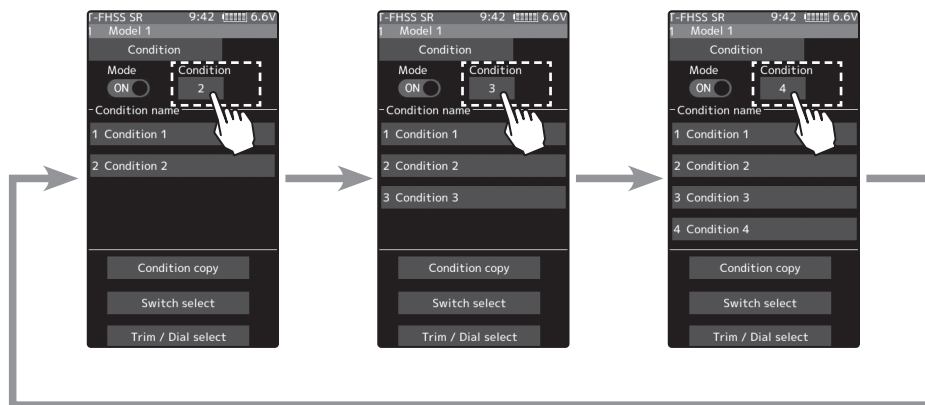 T-FHSS SR 9:42 6.6V
1 Model 1
Condition
Mode Condition
ON 2
Condition name
1 Condition 1
2 Condition 2
Condition copy
Switch select
Trim / Dial select
T-FHSS SR 9:42 6.6V
1 Model 1
Condition
Mode Condition
ON 3
Condition name
1 Condition 1
2 Condition 2
3 Condition 3
Condition copy
Switch select
Trim / Dial select
T-FHSS SR 9:42 6.6V
1 Model 1
Condition
Mode Condition
ON 4
Condition name
1 Condition 1
2 Condition 2
3 Condition 3
4 Condition 4
Condition copy
Switch select
Trim / Dial select